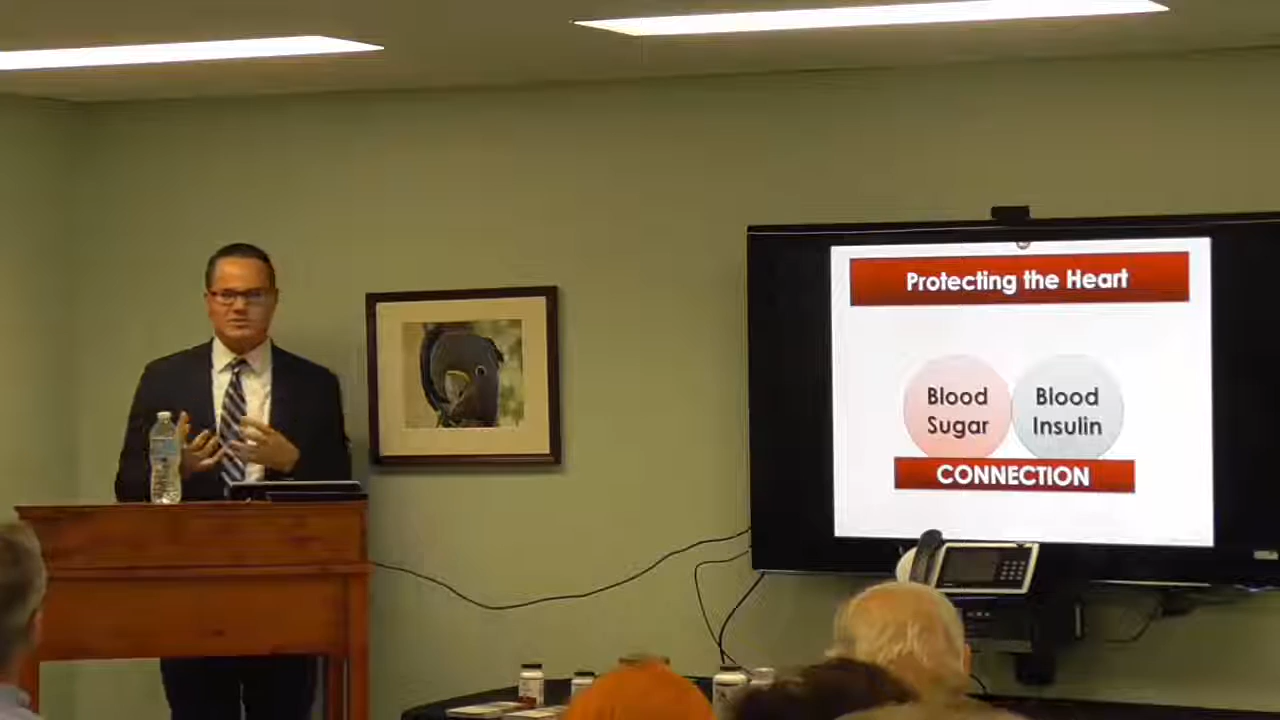 Protecting the Heart
Blood
Sugar
Blood
Insulin
CONNECTION